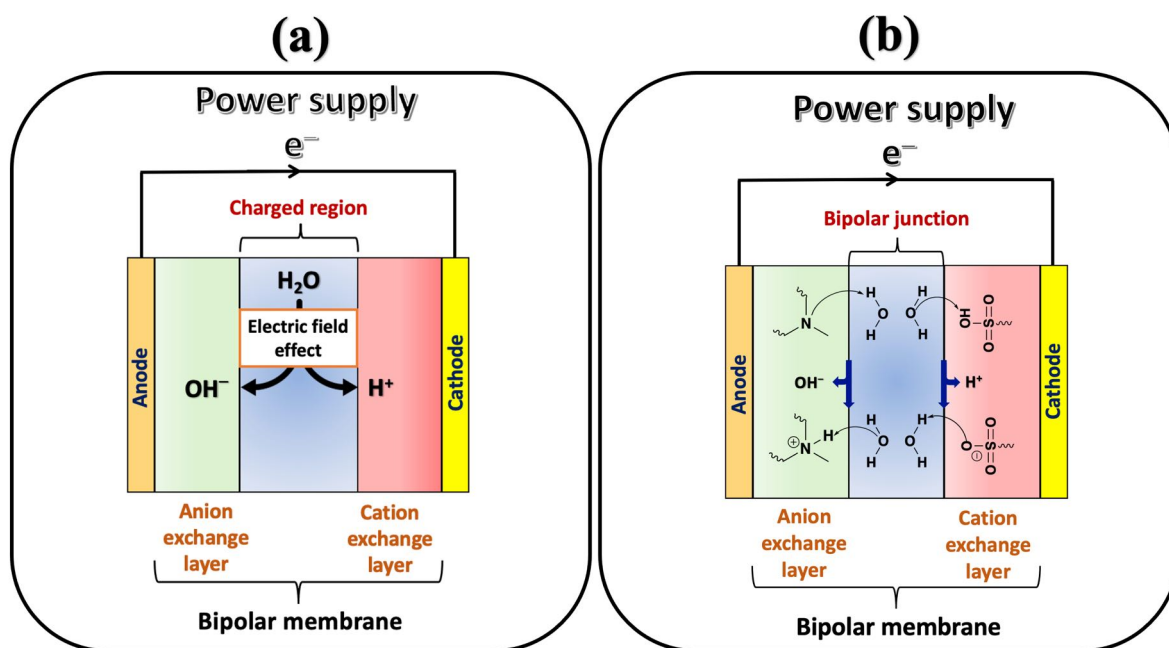 (a)
Power supply
e⁻
Charged region
H₂O
Electric field
effect
OH⁻
H⁺
Anode
Cathode
Anion
exchange
layer
Cation
exchange
layer
Bipolar membrane
(b)
Power supply
e⁻
Bipolar junction
N
H
O
H
H
O
H
HO
S
O
O
OH⁻
H⁺
Anode
Cathode
⊕
N
H
H
O
H
H
O
H
O
⊖
S
O
O
Anion
exchange
layer
Cation
exchange
layer
Bipolar membrane